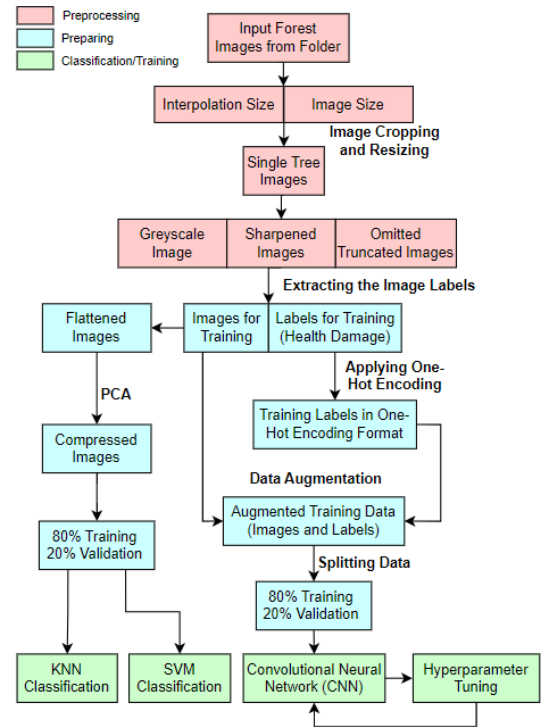 Preprocessing
Preparing
Classification/Training
Input Forest
Images from Folder
Interpolation Size
Image Size
Image Cropping
and Resizing
Single Tree
Images
Greyscale
Image
Sharpened
Images
Omitted
Truncated Images
Extracting the Image Labels
Flattened
Images
Images for
Training
Labels for Training
(Health Damage)
Applying One-
Hot Encoding
PCA
Training Labels in One-
Hot Encoding Format
Compressed
Images
Data Augmentation
Augmented Training Data
(Images and Labels)
80% Training
20% Validation
Splitting Data
80% Training
20% Validation
KNN
Classification
SVM
Classification
Convolutional Neural
Network (CNN)
Hyperparameter
Tuning